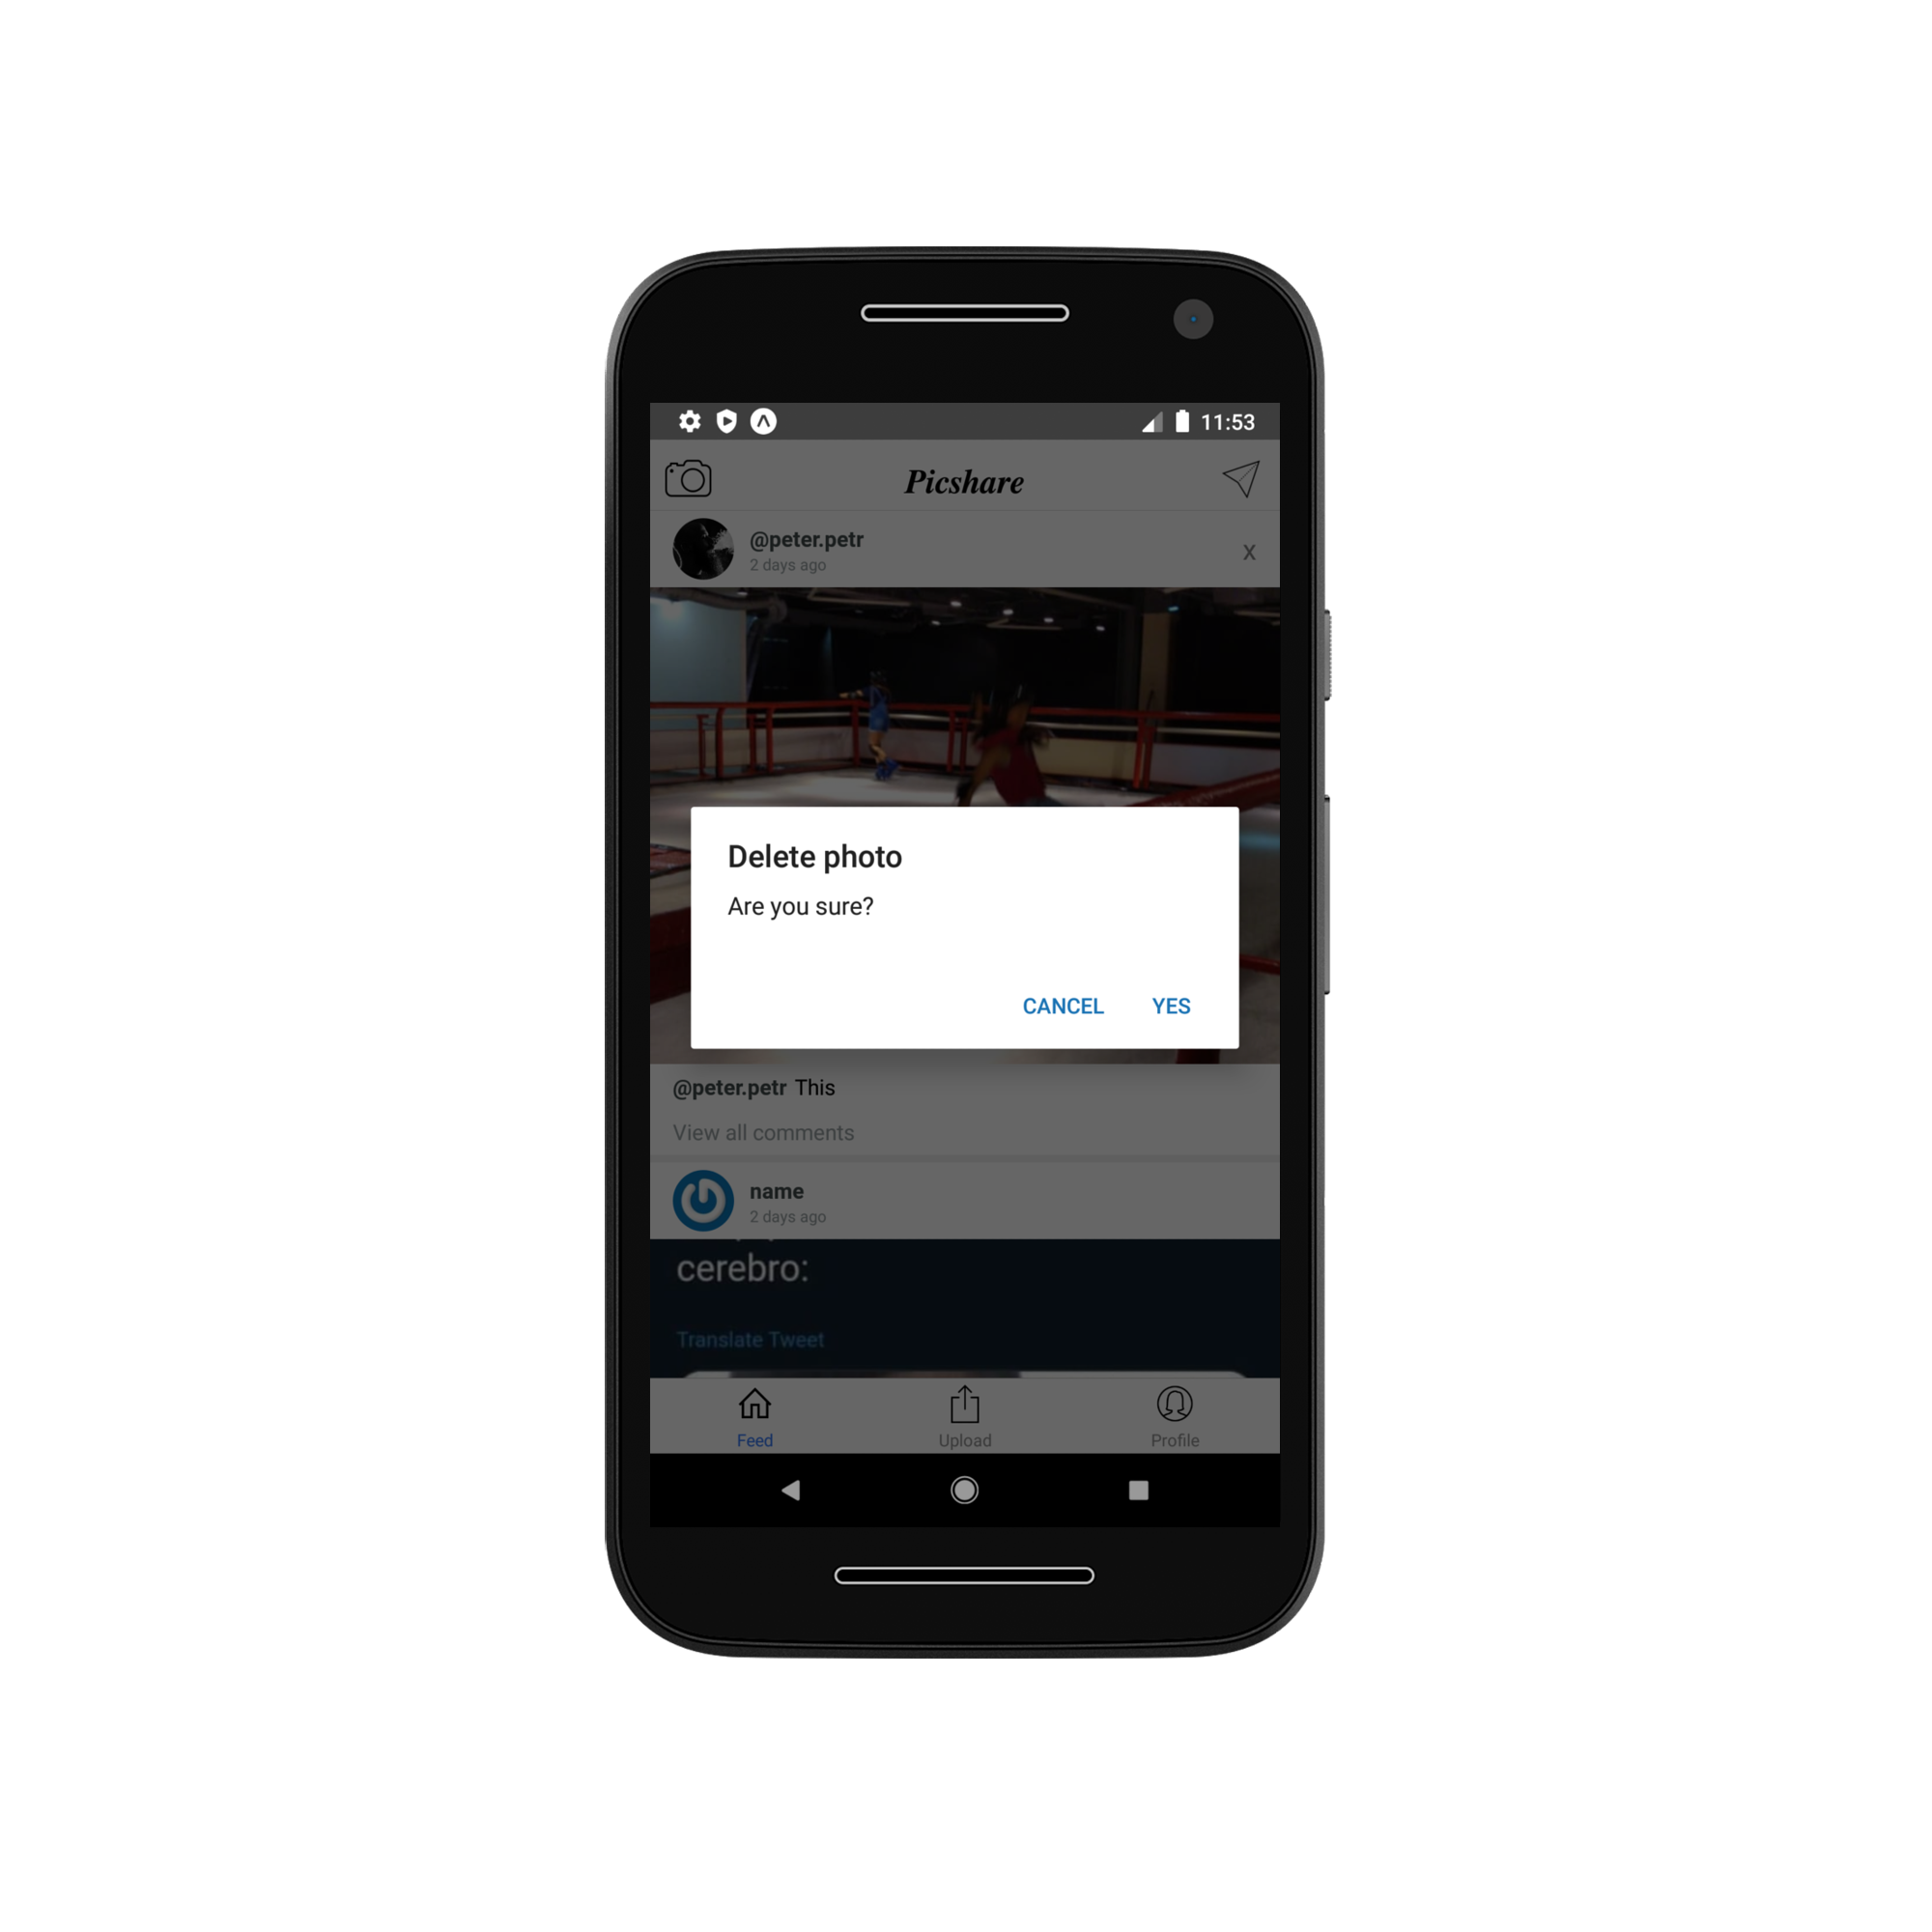 11:53
Picshare
@peter.petr
2 days ago
X
Delete photo
Are you sure?
CANCEL YES
@peter.petr This
View all comments
name
2 days ago
cerebro:
Translate Tweet
Feed Upload Profile